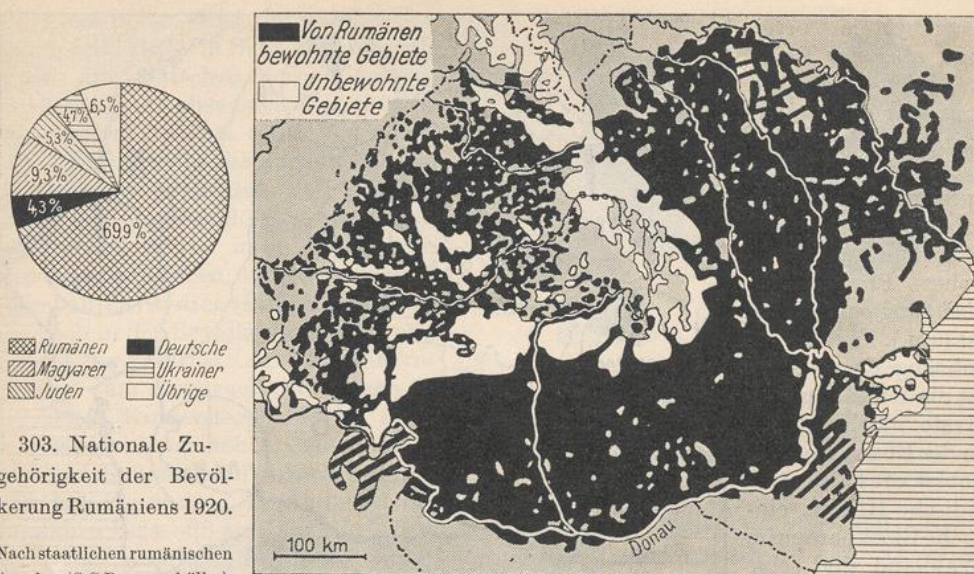 6,5%
4,7%
5,3%
9,3%
4,3%
69,9%
Rumänen Deutsche
Magyaren Ukrainer
Juden Übrige
303. Nationale Zu-
gehörigkeit der Bevöl-
kerung Rumäniens 1920.
Nach staatlichen rumänischen
Von Rumänen
bewohnte Gebiete
Unbewohnte
Gebiete
100 km
Donau